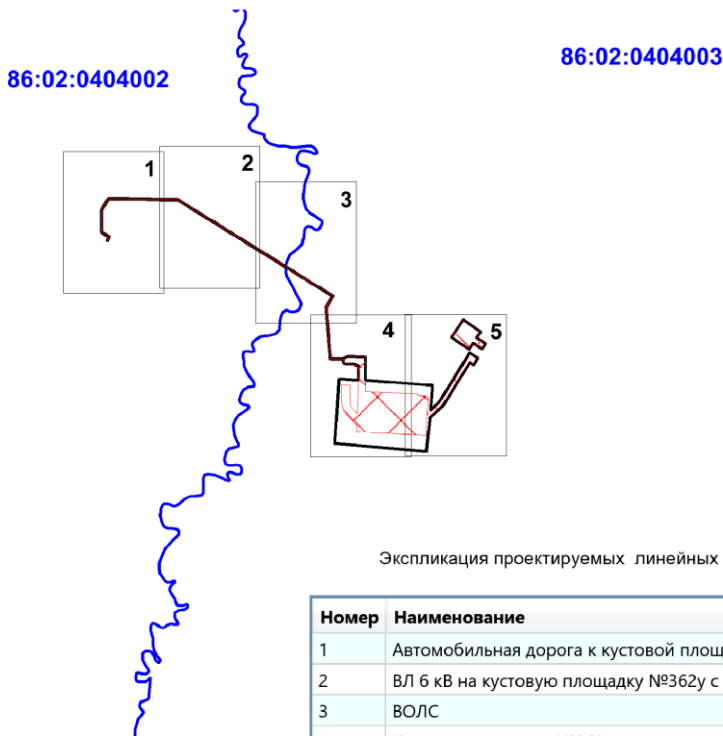 86:02:0404002
86:02:0404003
1
2
3
4
5
Экспликация проектируемых линейных
Номер Наименование
1 Автомобильная дорога к кустовой площ
2 ВЛ 6 кВ на кустовую площадку №362у с
3 ВОЛС